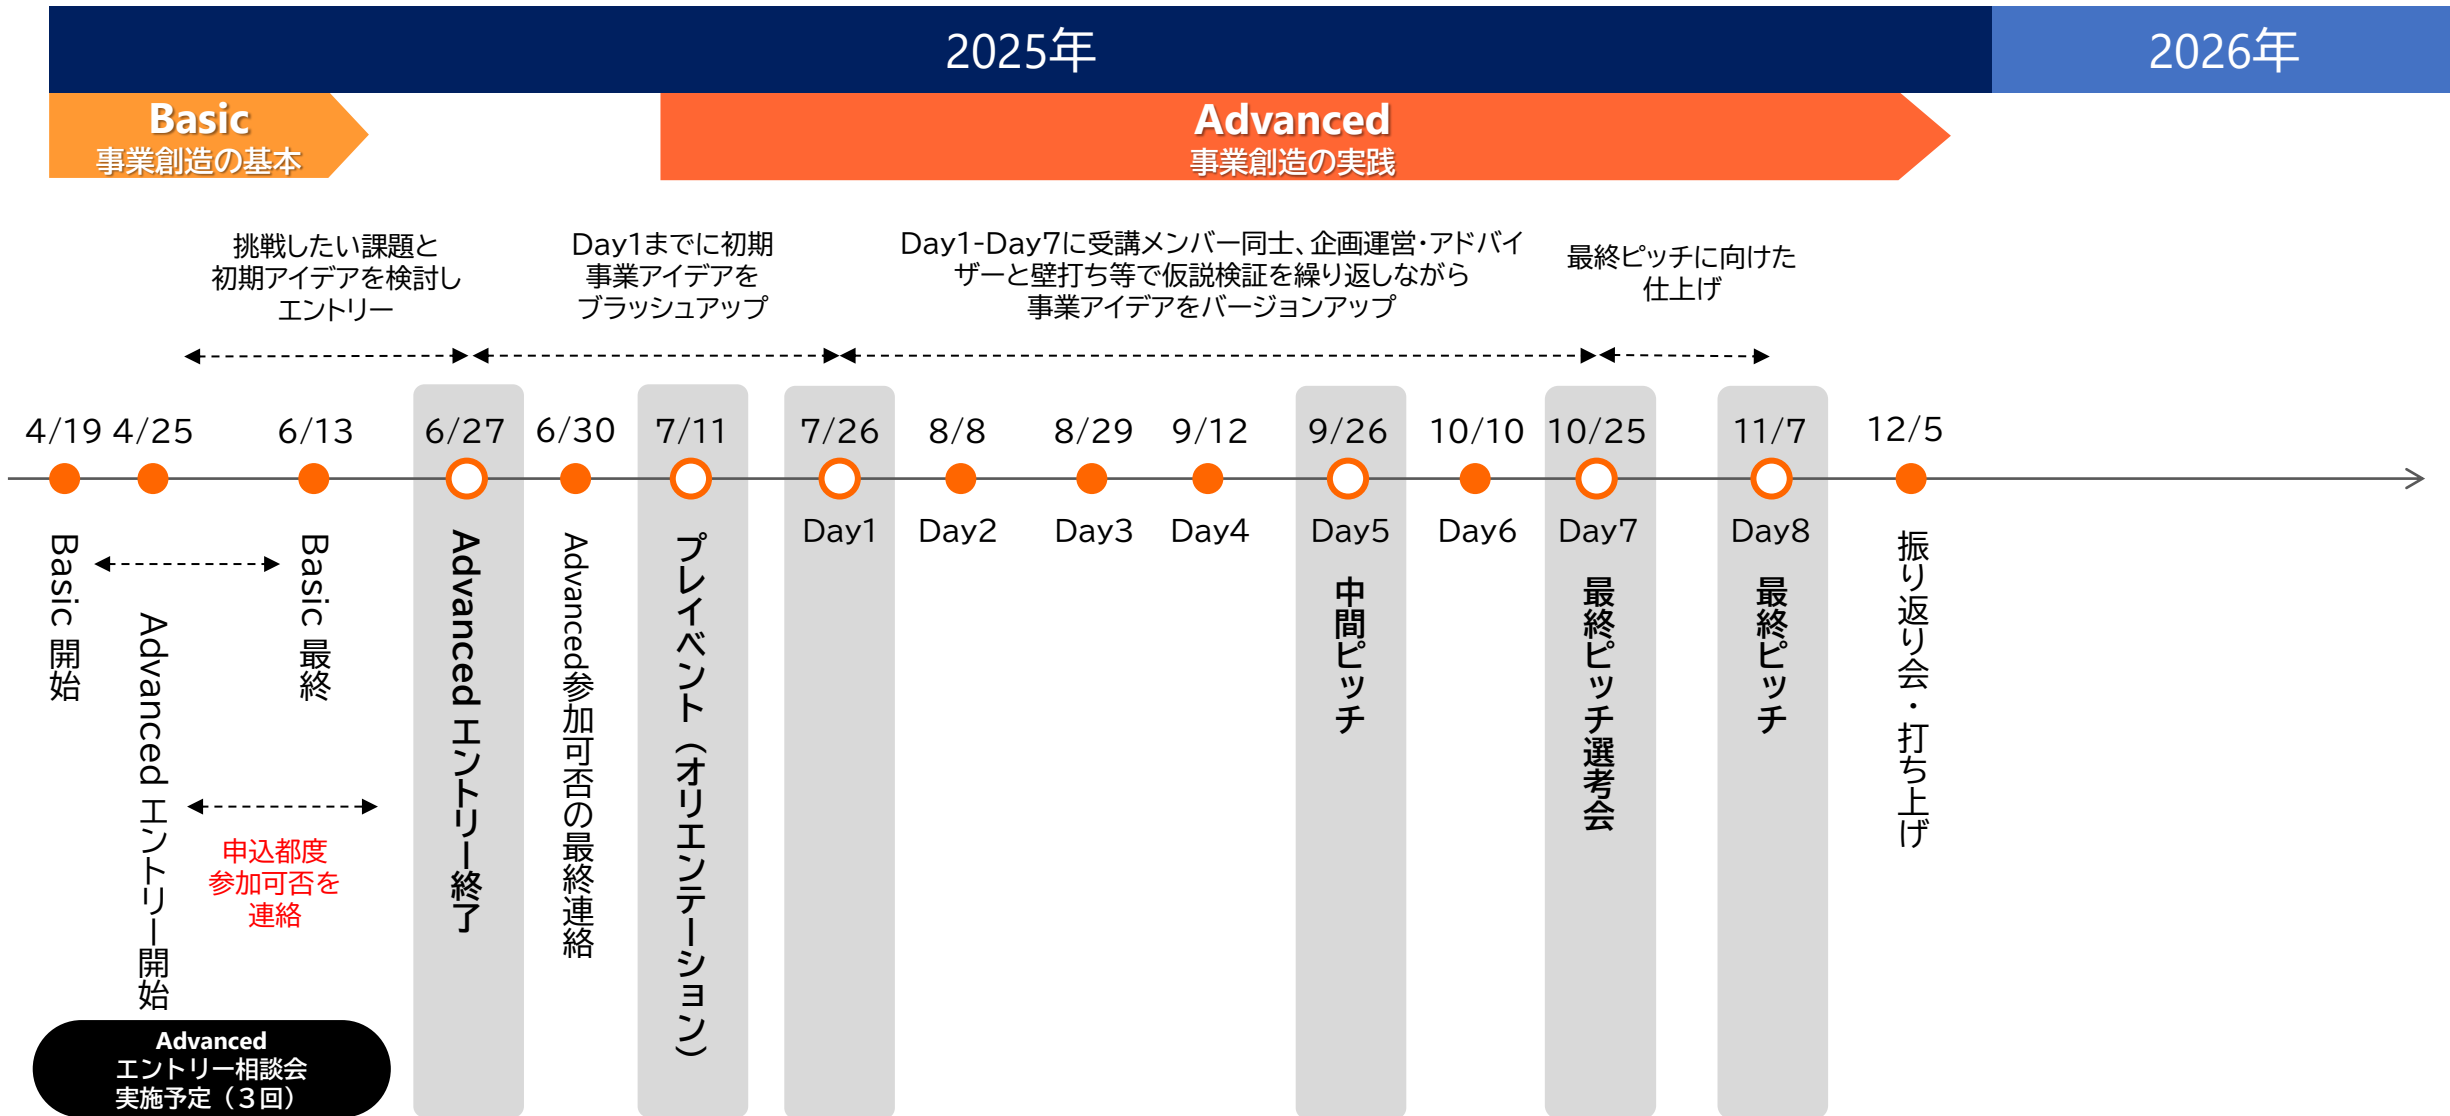 2025年
2026年
Basic
事業創造の基本
Advanced
事業創造の実践
挑戦したい課題と
初期アイデアを検討し
エントリー
Day1までに初期
事業アイデアを
ブラッシュアップ
Day1-Day7に受講メンバー同士、企画運営・アドバイ
ザーと壁打ち等で仮説検証を繰り返しながら
事業アイデアをバージョンアップ
最終ピッチに向けた
仕上げ
4/19
4/25
6/13
6/27
6/30
7/11
7/26
8/8
8/29
9/12
9/26
10/10
10/25
11/7
12/5
Basic 開始
Advanced エントリー開始
Basic 最終
Advanced エントリー終了
Advanced参加可否の最終連絡
プレイベント（オリエンテーション）
Day1
Day2
Day3
Day4
Day5
中間ピッチ
Day6
Day7
最終ピッチ選考会
Day8
最終ピッチ
振り返り会・打ち上げ
申込都度
参加可否を
連絡
Advanced
エントリー相談会
実施予定（３回）